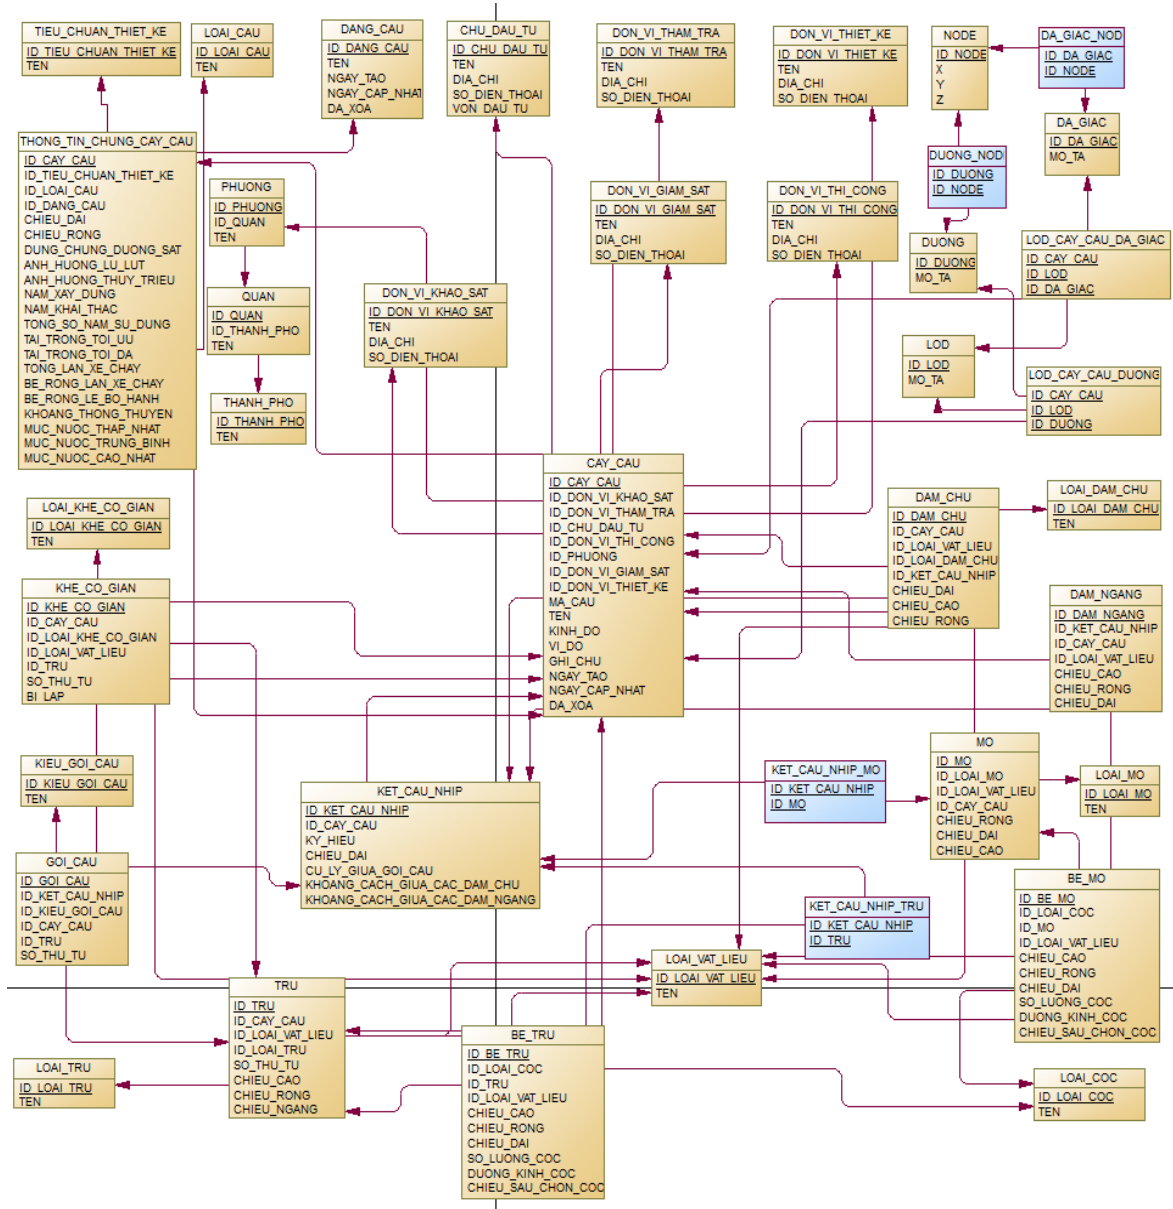 TIEU_CHUAN_THIET_KE
ID_TIEU_CHUAN_THIET_KE
TEN
LOAI_CAU
ID_LOAI_CAU
TEN
DANG_CAU
ID_DANG_CAU
TEN
NGAY_TAO
NGAY_CAP_NHAT
DA_XOA
CHU_DAU_TU
ID_CHU_DAU_TU
TEN
DIA_CHI
SO_DIEN_THOAI
VON_DAU_TU
DON_VI_THAM_TRA
ID_DON_VI_THAM_TRA
TEN
DIA_CHI
SO_DIEN_THOAI
DON_VI_THIET_KE
ID_DON_VI_THIET_KE
TEN
DIA_CHI
SO_DIEN_THOAI
NODE
ID_NODE
X
Y
Z
DA_GIAC_NOD
ID_DA_GIAC
ID_NODE
DA_GIAC
ID_DA_GIAC
MO_TA
THONG_TIN_CHUNG_CAY_CAU
ID_CAY_CAU
ID_TIEU_CHUAN_THIET_KE
ID_LOAI_CAU
ID_DANG_CAU
CHIEU_DAI
CHIEU_RONG
DUNG_CHUNG_DUONG_SAT
ANH_HUONG_LU_LUT
ANH_HUONG_THUY_TRIEU
NAM_XAY_DUNG
NAM_KHAI_THAC
TONG_SO_NAM_SU_DUNG
TAI_TRONG_TOI_UU
TAI_TRONG_TOI_DA
TONG_LAN_XE_CHAY
BE_RONG_LAN_XE_CHAY
BE_RONG_LE_BO_HANH
KHOANG_THONG_THUYEN
MUC_NUOC_THAP_NHAT
MUC_NUOC_TRUNG_BINH
MUC_NUOC_CAO_NHAT
PHUONG
ID_PHUONG
ID_QUAN
TEN
QUAN
ID_QUAN
ID_THANH_PHO
TEN
THANH_PHO
ID_THANH_PHO
TEN
DON_VI_KHAO_SAT
ID_DON_VI_KHAO_SAT
TEN
DIA_CHI
SO_DIEN_THOAI
DON_VI_GIAM_SAT
ID_DON_VI_GIAM_SAT
TEN
DIA_CHI
SO_DIEN_THOAI
DON_VI_THI_CONG
ID_DON_VI_THI_CONG
TEN
DIA_CHI
SO_DIEN_THOAI
DUONG_NODI
ID_DUONG
ID_NODE
DUONG
ID_DUONG
MO_TA
LOD_CAY_CAU_DA_GIAC
ID_CAY_CAU
ID_LOD
ID_DA_GIAC
LOD
ID_LOD
MO_TA
LOD_CAY_CAU_DUONG
ID_CAY_CAU
ID_LOD
ID_DUONG
CAY_CAU
ID_CAY_CAU
ID_DON_VI_KHAO_SAT
ID_DON_VI_THAM_TRA
ID_CHU_DAU_TU
ID_DON_VI_THI_CONG
ID_PHUONG
ID_DON_VI_GIAM_SAT
ID_DON_VI_THIET_KE
MA_CAU
TEN
KINH_DO
VI_DO
GHI_CHU
NGAY_TAO
NGAY_CAP_NHAT
DA_XOA
LOAI_KHE_CO_GIAN
ID_LOAI_KHE_CO_GIAN
TEN
KHE_CO_GIAN
ID_KHE_CO_GIAN
ID_CAY_CAU
ID_LOAI_KHE_CO_GIAN
ID_LOAI_VAT_LIEU
ID_TRU
SO_THU_TU
BI_LAP
DAM_CHU
ID_DAM_CHU
ID_CAY_CAU
ID_LOAI_VAT_LIEU
ID_LOAI_DAM_CHU
ID_KET_CAU_NHIP
CHIEU_DAI
CHIEU_CAO
CHIEU_RONG
LOAI_DAM_CHU
ID_LOAI_DAM_CHU
TEN
DAM_NGANG
ID_DAM_NGANG
ID_KET_CAU_NHIP
ID_CAY_CAU
ID_LOAI_VAT_LIEU
CHIEU_CAO
CHIEU_RONG
CHIEU_DAI
KIEU_GOI_CAU
ID_KIEU_GOI_CAU
TEN
GOI_CAU
ID_GOI_CAU
ID_KET_CAU_NHIP
ID_KIEU_GOI_CAU
ID_CAY_CAU
ID_TRU
SO_THU_TU
KET_CAU_NHIP
ID_KET_CAU_NHIP
ID_CAY_CAU
KY_HIEU
CHIEU_DAI
CU_LY_GIUA_GOI_CAU
KHOANG_CACH_GIUA_CAC_DAM_CHU
KHOANG_CACH_GIUA_CAC_DAM_NGANG
KET_CAU_NHIP_MO
ID_KET_CAU_NHIP
ID_MO
MO
ID_MO
ID_LOAI_MO
ID_LOAI_VAT_LIEU
ID_CAY_CAU
CHIEU_RONG
CHIEU_DAI
CHIEU_CAO
LOAI_MO
ID_LOAI_MO
TEN
KET_CAU_NHIP_TRU
ID_KET_CAU_NHIP
ID_TRU
BE_MO
ID_BE_MO
ID_LOAI_COC
ID_MO
ID_LOAI_VAT_LIEU
CHIEU_CAO
CHIEU_RONG
CHIEU_DAI
SO_LUONG_COC
DUONG_KINH_COC
CHIEU_SAU_CHON_COC
LOAI_VAT_LIEU
ID_LOAI_VAT_LIEU
TEN
TRU
ID_TRU
ID_CAY_CAU
ID_LOAI_VAT_LIEU
ID_LOAI_TRU
SO_THU_TU
CHIEU_CAO
CHIEU_RONG
CHIEU_NGANG
LOAI_TRU
ID_LOAI_TRU
TEN
BE_TRU
ID_BE_TRU
ID_LOAI_COC
ID_TRU
ID_LOAI_VAT_LIEU
CHIEU_CAO
CHIEU_RONG
CHIEU_DAI
SO_LUONG_COC
DUONG_KINH_COC
CHIEU_SAU_CHON_COC
LOAI_COC
ID_LOAI_COC
TEN